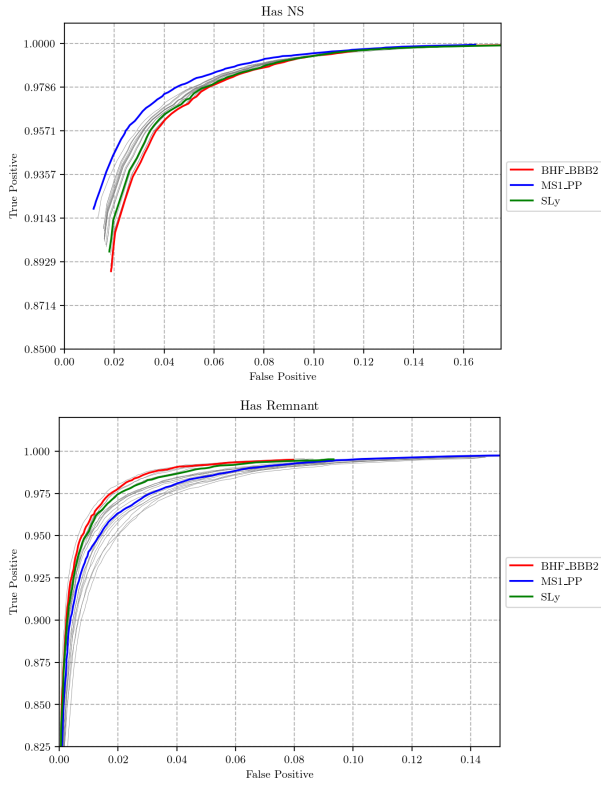 Has NS
1.0000
0.9786
0.9571
0.9357
0.9143
0.8929
0.8714
0.8500
True Positive
0.00 0.02 0.04 0.06 0.08 0.10 0.12 0.14 0.16
False Positive
BHF_BBB2
MS1_PP
SLy
Has Remnant
1.000
0.975
0.950
0.925
0.900
0.875
0.850
0.825
True Positive
0.00 0.02 0.04 0.06 0.08 0.10 0.12 0.14
False Positive
BHF_BBB2
MS1_PP
SLy